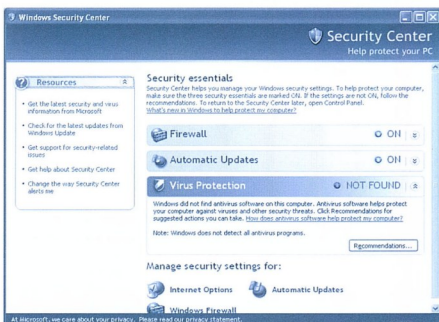 Windows Security Center
Security Center
Help protect your PC
Resources
Get the latest security and virus
information from Microsoft
Check for the latest updates from
Windows Update
Get support for security-related
issues
Get help about Security Center
Change the way Security Center
alerts me
Security essentials
Security Center helps you manage your Windows security settings. To help protect your computer,
make sure the three security essentials are marked ON. If the settings are not ON, follow the
recommendations. To return to the Security Center later, open Control Panel.
What's new in Windows to help protect my computer?
Firewall
ON
Automatic Updates
ON
Virus Protection
NOT FOUND
Windows did not find antivirus software on this computer. Antivirus software helps protect
your computer against viruses and other security threats. Click Recommendations for
suggested actions you can take. How does antivirus software help protect my computer?
Note: Windows does not detect all antivirus programs.
Recommendations...
Manage security settings for:
Internet Options
Automatic Updates
Windows Firewall
At Microsoft, we care about your privacy. Please read our privacy statement.